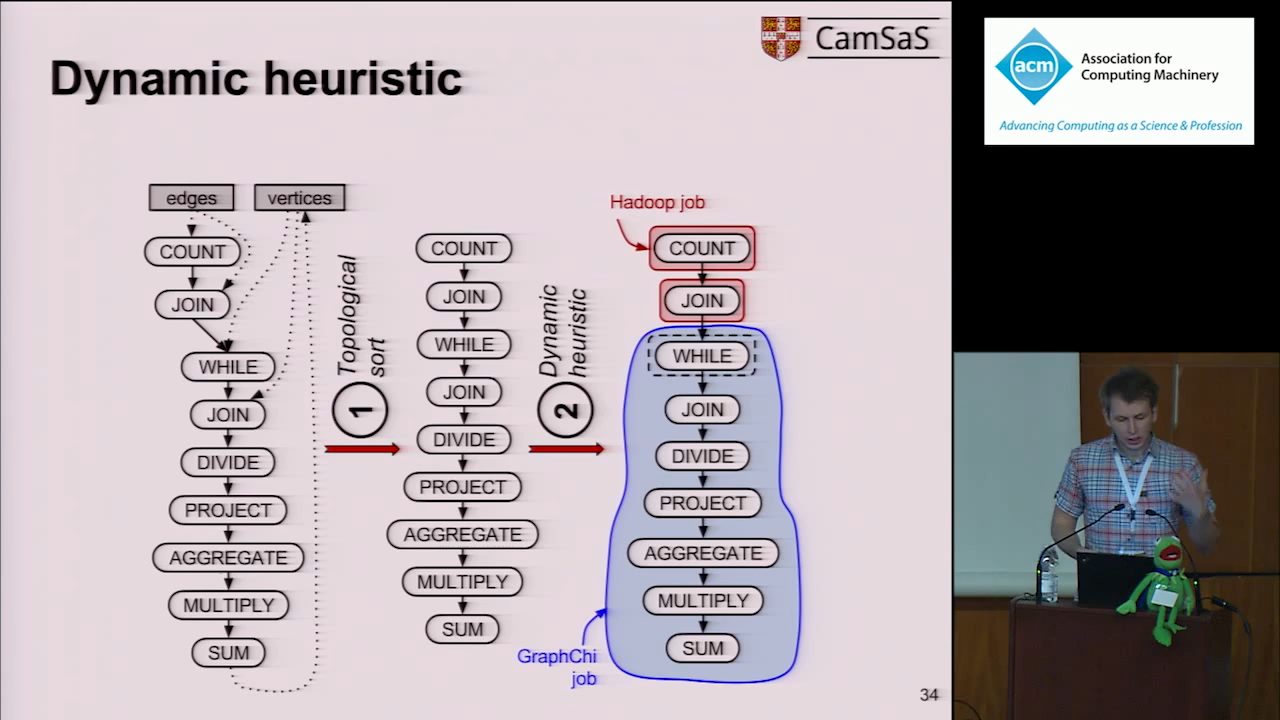 Dynamic heuristic
CamSaS
acm
Association for
Computing Machinery
Advancing Computing as a Science & Profession
edges
vertices
COUNT
JOIN
WHILE
JOIN
DIVIDE
PROJECT
AGGREGATE
MULTIPLY
SUM
Topological
sort
1
COUNT
JOIN
WHILE
JOIN
DIVIDE
PROJECT
AGGREGATE
MULTIPLY
SUM
Dynamic
heuristic
2
Hadoop job
COUNT
JOIN
WHILE
JOIN
DIVIDE
PROJECT
AGGREGATE
MULTIPLY
SUM
GraphChi
job
34